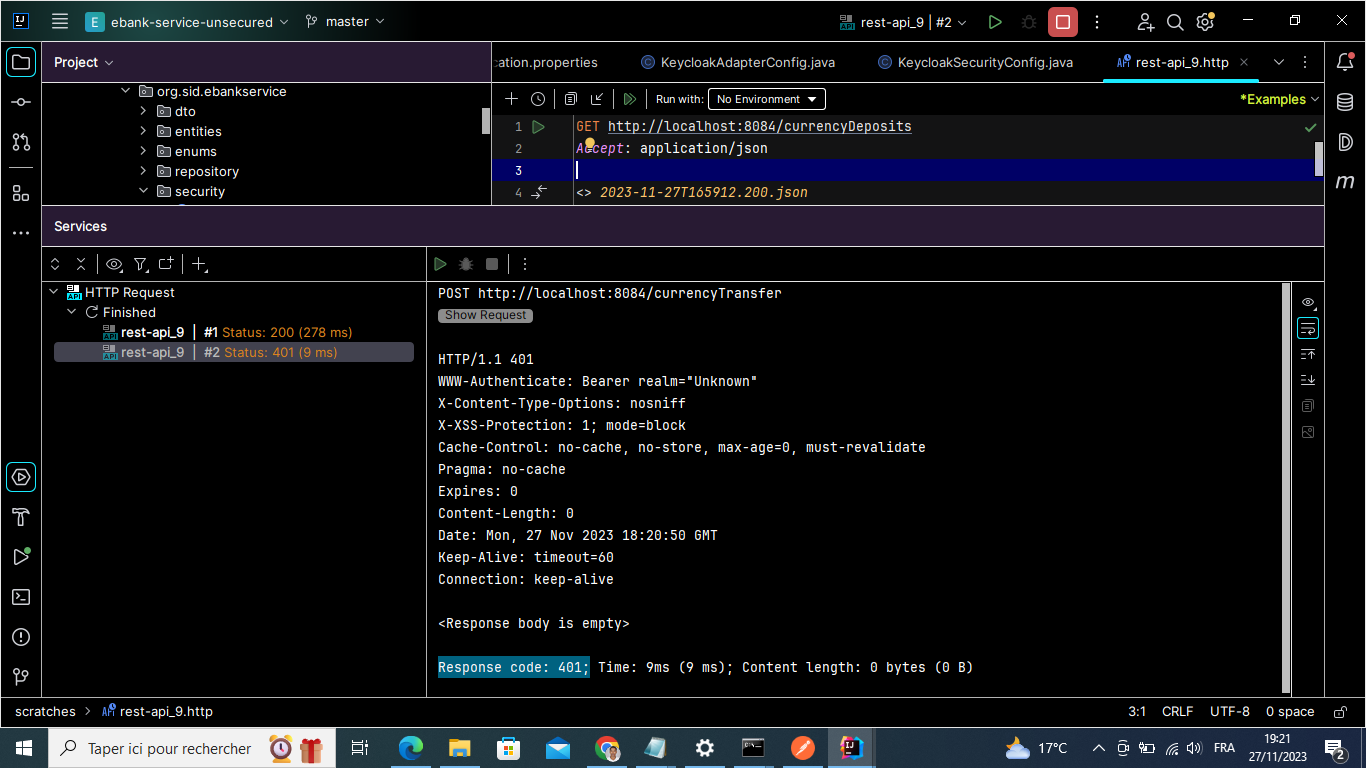 E ebank-service-unsecured master rest-api_9 | #2
Project
cation.properties KeycloakAdapterConfig.java KeycloakSecurityConfig.java rest-api_9.http
org.sid.ebankservice
dto
entities
enums
repository
security
Run with: No Environment *Examples
1 GET http://localhost:8084/currencyDeposits
2 Accept: application/json
3
4 <> 2023-11-27T165912.200.json
Services
HTTP Request
Finished
rest-api_9 | #1 Status: 200 (278 ms)
rest-api_9 | #2 Status: 401 (9 ms)
POST http://localhost:8084/currencyTransfer
Show Request
HTTP/1.1 401
WWW-Authenticate: Bearer realm="Unknown"
X-Content-Type-Options: nosniff
X-XSS-Protection: 1; mode=block
Cache-Control: no-cache, no-store, max-age=0, must-revalidate
Pragma: no-cache
Expires: 0
Content-Length: 0
Date: Mon, 27 Nov 2023 18:20:50 GMT
Keep-Alive: timeout=60
Connection: keep-alive
<Response body is empty>
Response code: 401; Time: 9ms (9 ms); Content length: 0 bytes (0 B)
scratches > rest-api_9.http
3:1 CRLF UTF-8 0 space
Taper ici pour rechercher
17°C FRA 19:21
27/11/2023
2